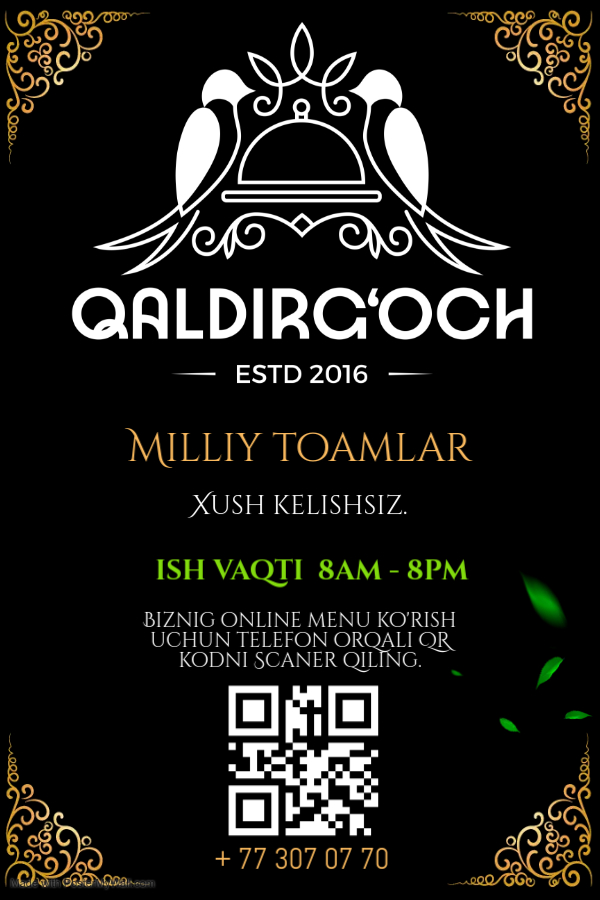 QALDIRG‘OCH
ESTD 2016
MILLIY TOAMLAR
XUSH KELISHSIZ.
ISH VAQTI 8AM - 8PM
BIZNIG ONLINE MENU KO'RISH
UCHUN TELEFON ORQALI QR
KODNI SCANER QILING.
+ 77 307 07 70